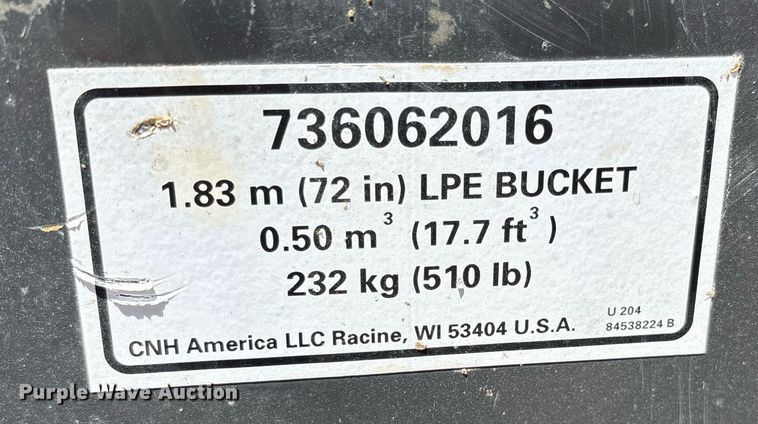 736062016
1.83 m (72 in) LPE BUCKET
0.50 m³ (17.7 ft³)
232 kg (510 lb)
U 204
CNH America LLC Racine, WI 53404 U.S.A. 84538224 B
Purple Wave Auction